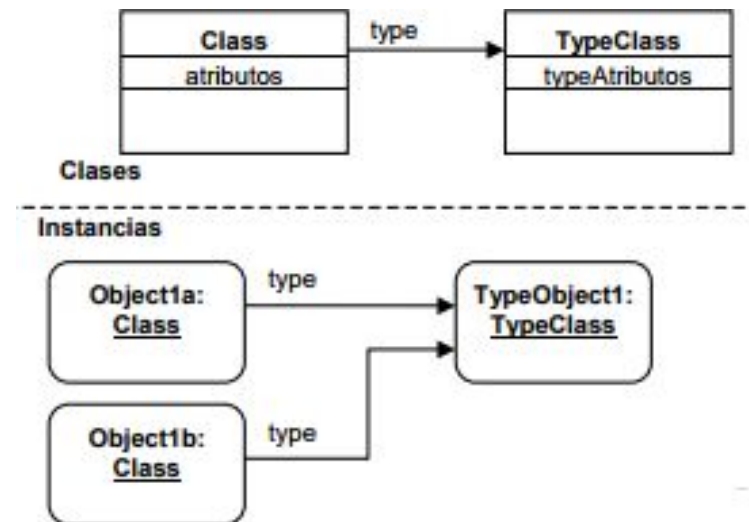 Class
type
TypeClass
atributos
typeAtributos
Clases
Instancias
Object1a:
Class
type
TypeObject1:
TypeClass
Object1b:
Class
type